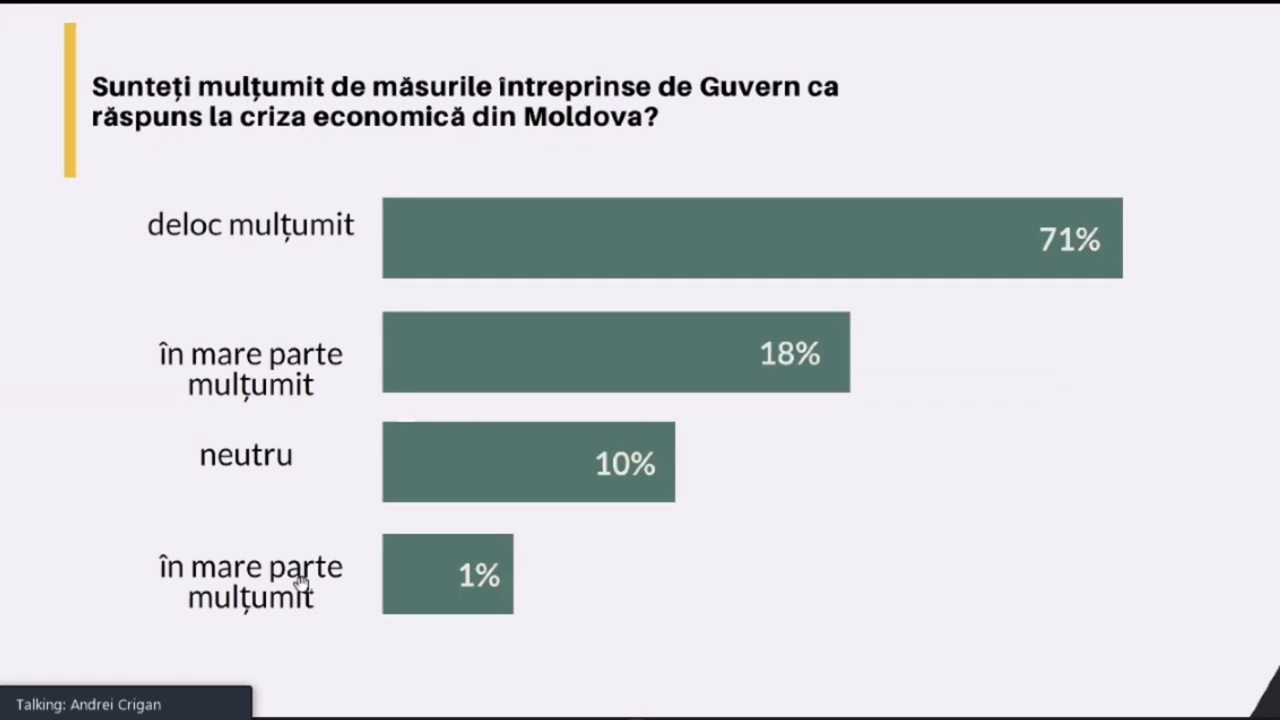 Sunteți mulțumit de măsurile întreprinse de Guvern ca
răspuns la criza economică din Moldova?
deloc mulțumit
71%
în mare parte
mulțumit
18%
neutru
10%
în mare parte
mulțumit
1%
Talking: Andrei Crigan